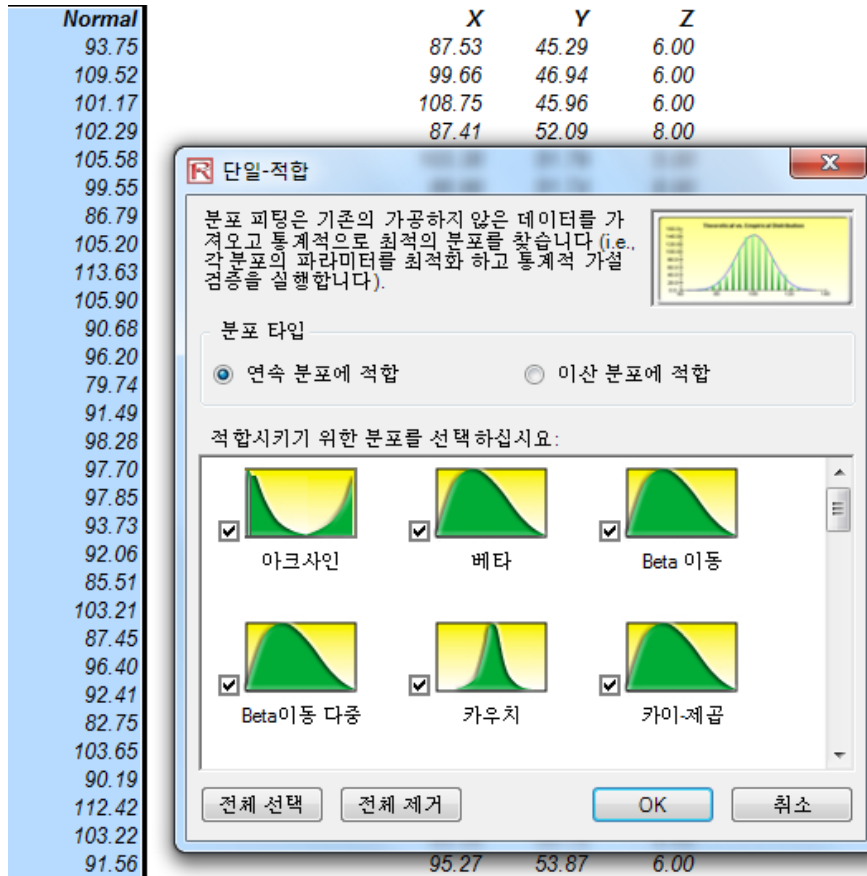 Normal X Y Z
93.75 87.53 45.29 6.00
109.52 99.66 46.94 6.00
101.17 108.75 45.96 6.00
102.29 87.41 52.09 8.00
105.58
99.55
86.79
105.20
113.63
105.90
90.68
96.20
79.74
91.49
98.28
97.70
97.85
93.73
92.06
85.51
103.21
87.45
96.40
92.41
82.75
103.65
90.19
112.42
103.22
91.56 95.27 53.87 6.00
단일-적합
분포 피팅은 기존의 가공하지 않은 데이터를 가
져오고 통계적으로 최적의 분포를 찾습니다 (i.e.,
각 분포의 파라미터를 최적화 하고 통계적 가설
검증을 실행합니다).
Theoretical vs. Empirical Distribution
분포 타입
연속 분포에 적합 이산 분포에 적합
적합시키기 위한 분포를 선택하십시요:
아크사인 베타 Beta 이동
Beta이동 다중 카우치 카이-제곱
전체 선택 전체 제거 OK 취소